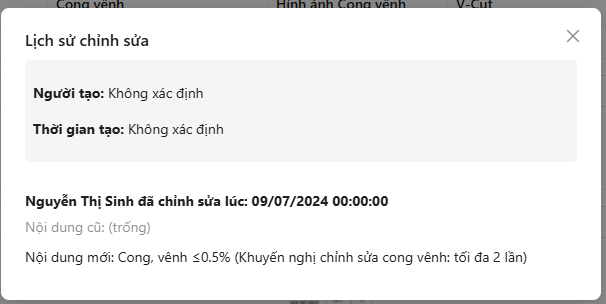 Cong vênh Hình ảnh Cong vênh V-Cut
Lịch sử chỉnh sửa
Người tạo: Không xác định
Thời gian tạo: Không xác định
Nguyễn Thị Sinh đã chỉnh sửa lúc: 09/07/2024 00:00:00
Nội dung cũ: (trống)
Nội dung mới: Cong, vênh ≤0.5% (Khuyến nghị chỉnh sửa cong vênh: tối đa 2 lần)